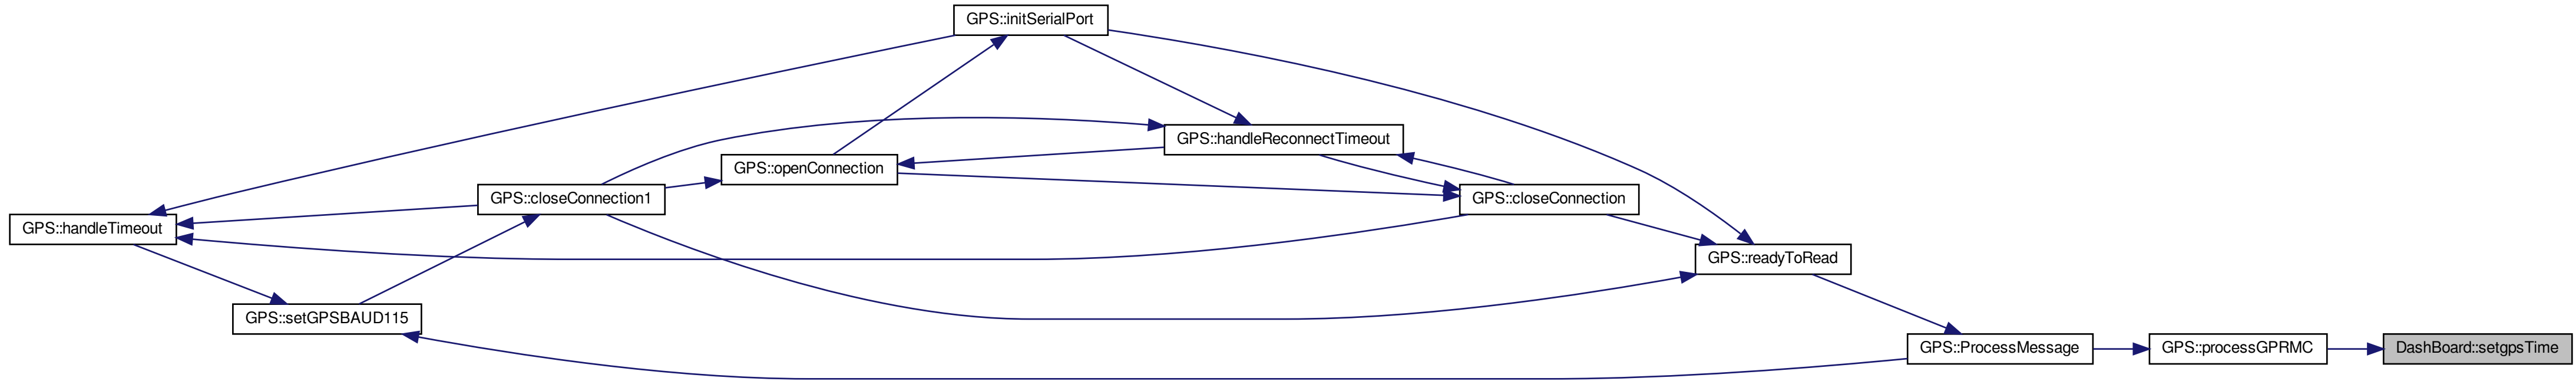 GPS::initSerialPort
GPS::handleReconnectTimeout
GPS::openConnection
GPS::closeConnection1
GPS::closeConnection
GPS::handleTimeout
GPS::readyToRead
GPS::setGPSBAUD115
GPS::ProcessMessage
GPS::processGPRMC
DashBoard::setgpsTime